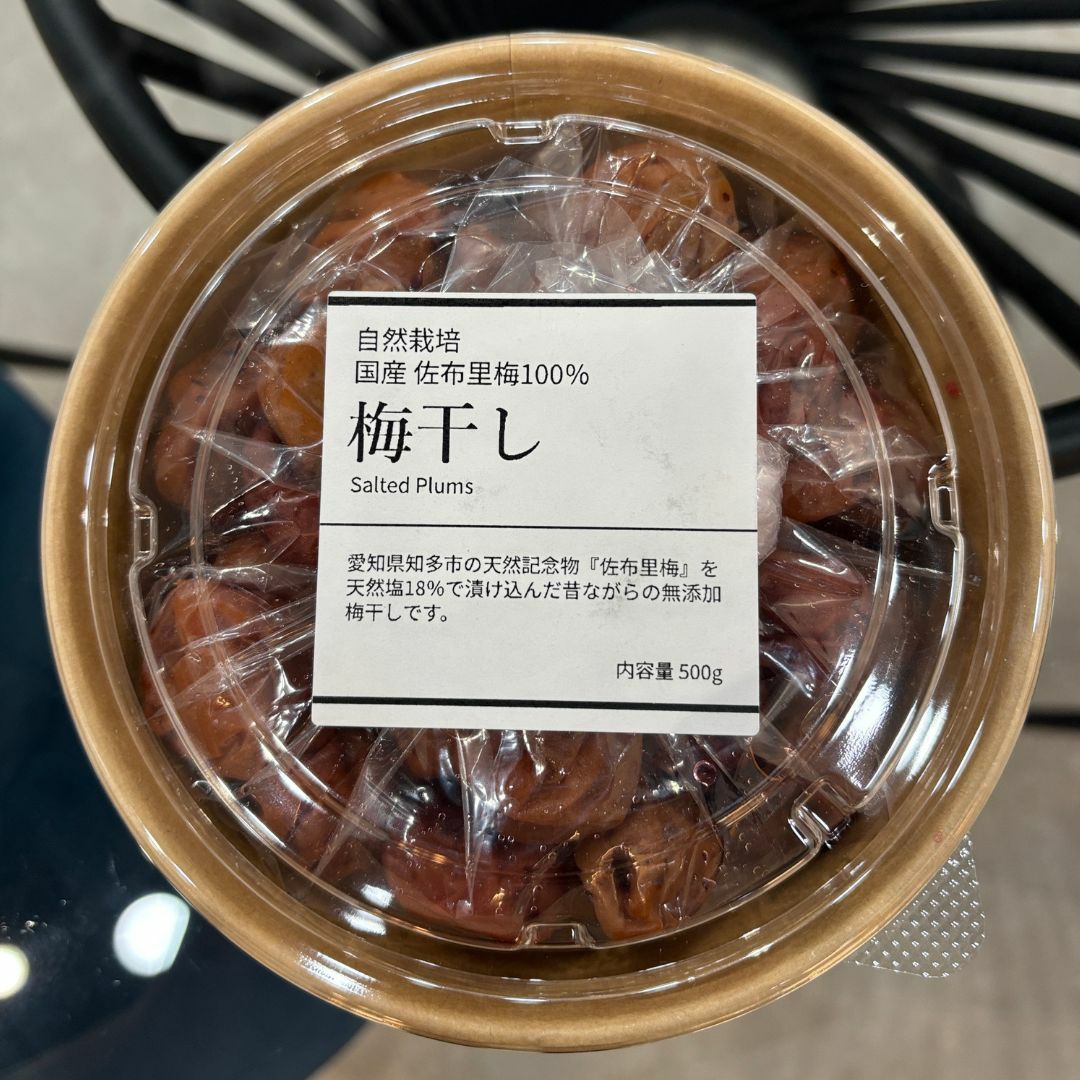 自然栽培
国産 佐布里梅100%
梅干し
Salted Plums
愛知県知多市の天然記念物『佐布里梅』を
天然塩18%で漬け込んだ昔ながらの無添加
梅干しです。
内容量 500g